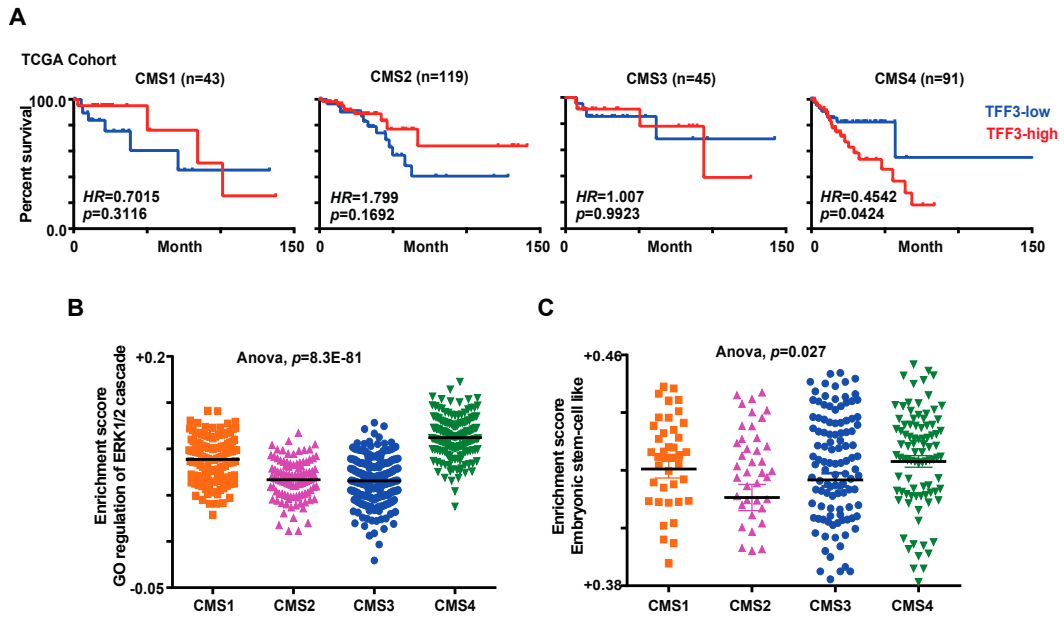 A
TCGA Cohort
CMS1 (n=43)
CMS2 (n=119)
CMS3 (n=45)
CMS4 (n=91)
100.0
Percent survival
0.0
HR=0.7015
p=0.3116
0
Month
150
HR=1.799
p=0.1692
0
Month
150
HR=1.007
p=0.9923
0
Month
150
TFF3-low
TFF3-high
HR=0.4542
p=0.0424
0
Month
150
B
+0.2
Anova, p=8.3E-81
Enrichment sccore
GO regulation of ERK1/2 cascade
-0.05
CMS1
CMS2
CMS3
CMS4
C
+0.46
Anova, p=0.027
Enrichment score
Embryonic stem-cell like
+0.38
CMS1
CMS2
CMS3
CMS4